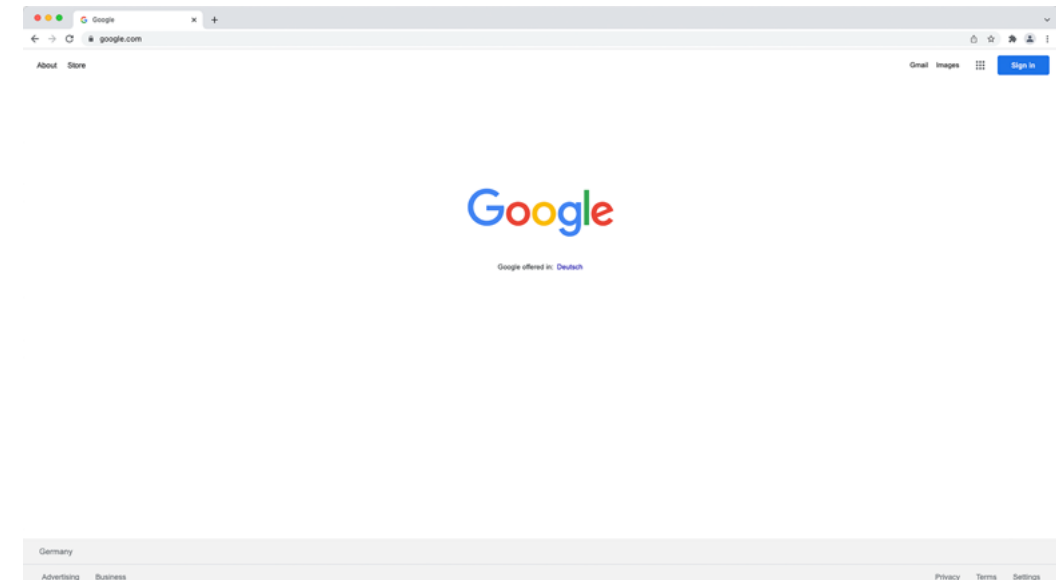 Google
google.com
About Store Gmail Images Sign in
Google
Google offered in: Deutsch
Germany
Advertising Business Privacy Terms Settings